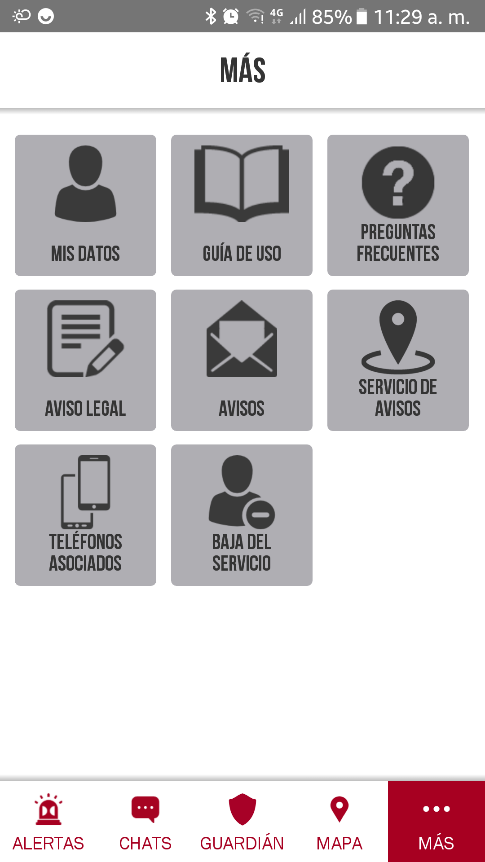 4G 85% 11:29 a. m.
MÁS
MIS DATOS
GUÍA DE USO
PREGUNTAS
FRECUENTES
AVISO LEGAL
AVISOS
SERVICIO DE
AVISOS
TELÉFONOS
ASOCIADOS
BAJA DEL
SERVICIO
ALERTAS
CHATS
GUARDIÁN
MAPA
MÁS